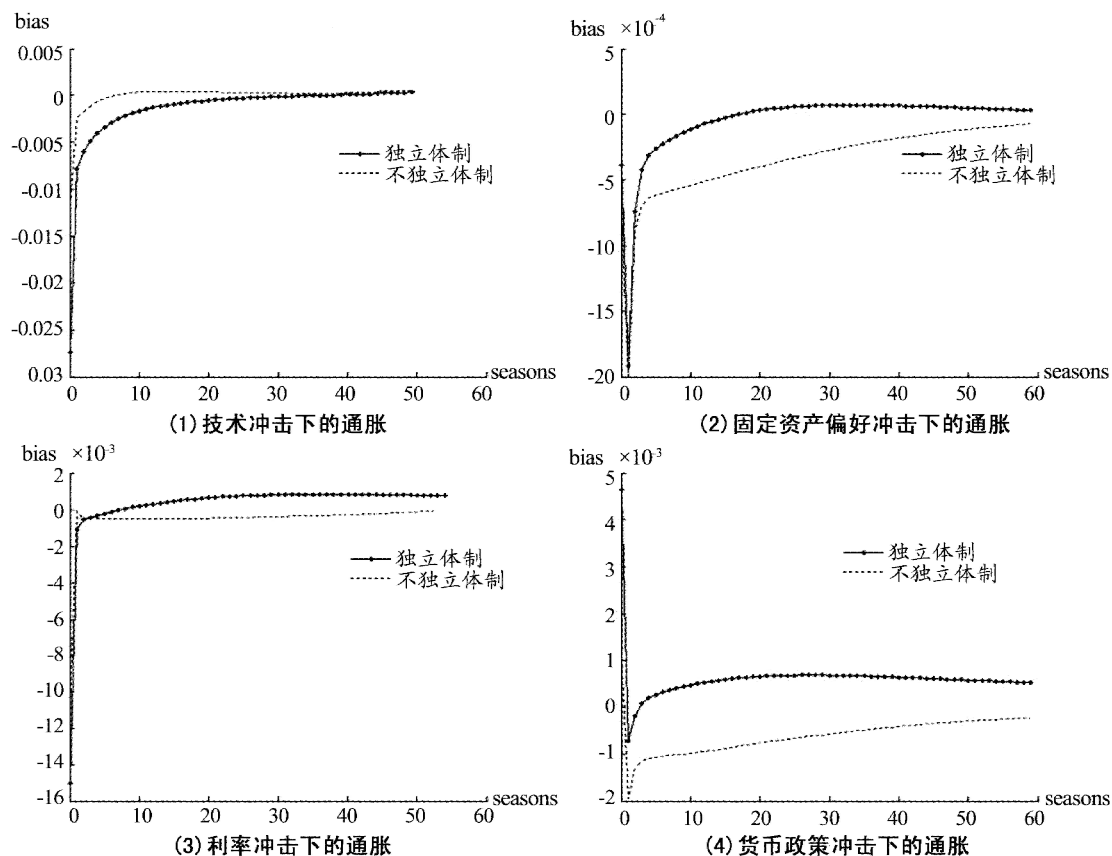 bias
0.005
0
-0.005
-0.01
-0.015
-0.02
-0.025
0.03
独立体制
不独立体制
0 10 20 30 40 50 60 seasons
(1)技术冲击下的通胀
bias ×10-4
5
0
-5
-10
-15
-20
独立体制
不独立体制
0 10 20 30 40 50 60 seasons
(2)固定资产偏好冲击下的通胀
bias ×10-3
2
0
-2
-4
-6
-8
-10
-12
-14
-16
独立体制
不独立体制
0 10 20 30 40 50 60 seasons
(3)利率冲击下的通胀
bias ×10-3
5
4
3
2
1
0
-1
-2
独立体制
不独立体制
0 10 20 30 40 50 60 seasons
(4)货币政策冲击下的通胀